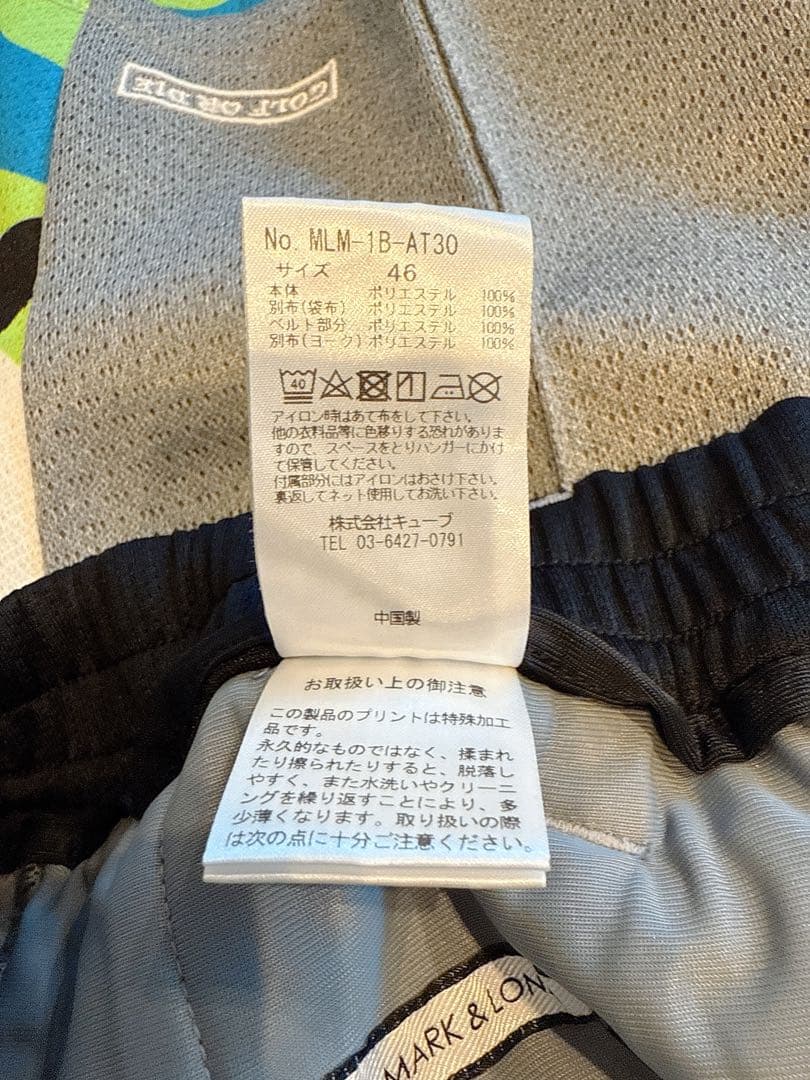 GOLF OR DIE
No. MLM-1B-AT30
サイズ 46
本体 ポリエステル 100%
別布(袋布) ポリエステル 100%
ベルト部分 ポリエステル 100%
別布(ヨーク) ポリエステル 100%
40
アイロン時はあて布をして下さい。
他の衣料品等に色移りする恐れがありま
すので、スペースをとりハンガーにかけ
て保管してください。
付属部分にはアイロンはおさけ下さい。
裏返してネット使用してお洗い下さい。
株式会社キューブ
TEL 03-6427-0791
中国製
お取扱い上の御注意
この製品のプリントは特殊加工
品です。
永久的なものではなく、揉まれ
たり擦られたりすると、脱落し
やすく、また水洗いやクリーニ
ングを繰り返すことにより、多
少薄くなります。取り扱いの際
は次の点に十分ご注意ください。
MARK & LON